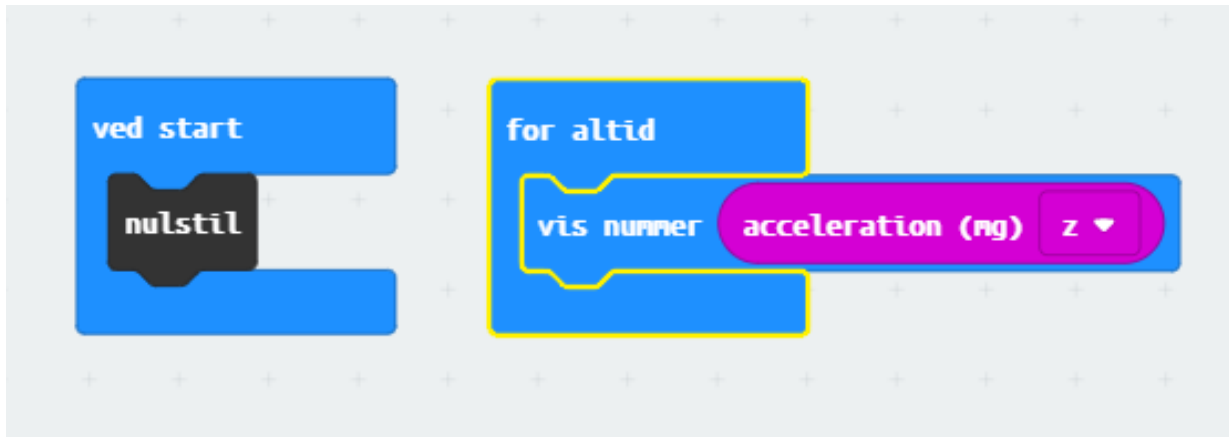 ved start
nulstil
for altid
vis nummer acceleration (mg) z